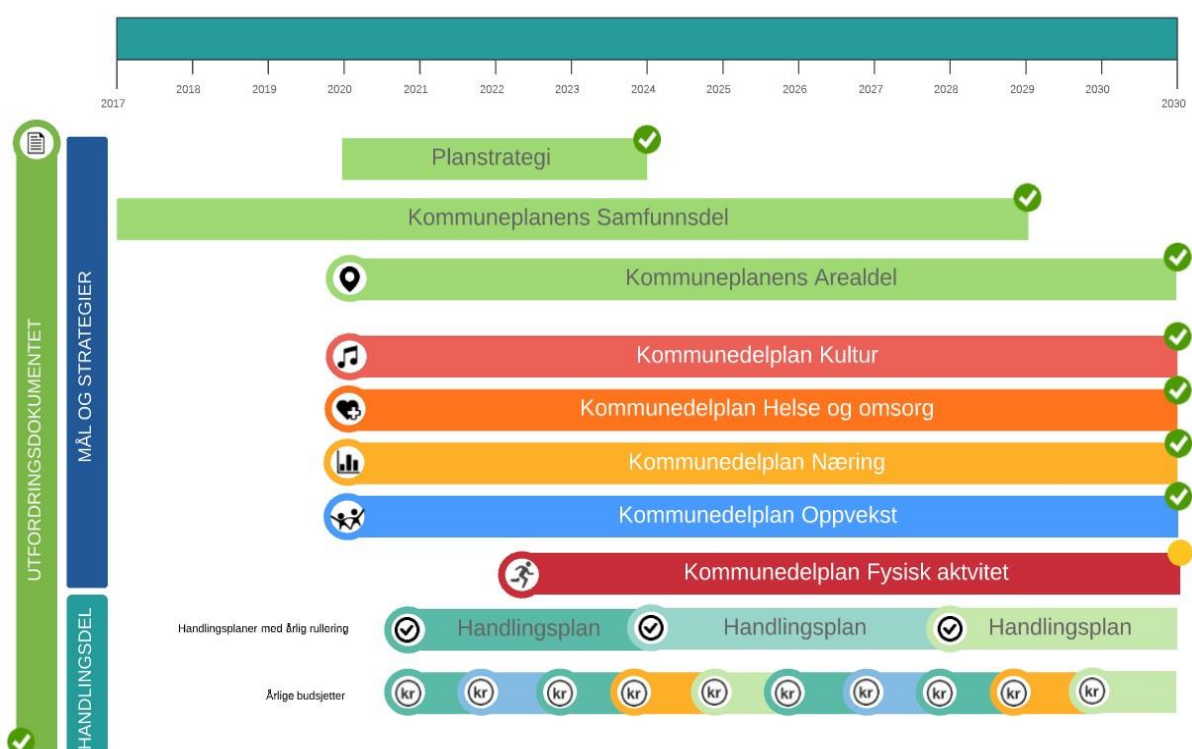 2017 2018 2019 2020 2021 2022 2023 2024 2025 2026 2027 2028 2029 2030 2030
UTFORDRINGSDOKUMENTET
MÅL OG STRATEGIER
Planstrategi
Kommuneplanens Samfunnsdel
Kommuneplanens Arealdel
Kommunedelplan Kultur
Kommunedelplan Helse og omsorg
Kommunedelplan Næring
Kommunedelplan Oppvekst
Kommunedelplan Fysisk aktvitet
HANDLINGSDEL
Handlingsplaner med årlig rullering
Handlingsplan Handlingsplan Handlingsplan
Årlige budsjetter
kr kr kr kr kr kr kr kr kr kr